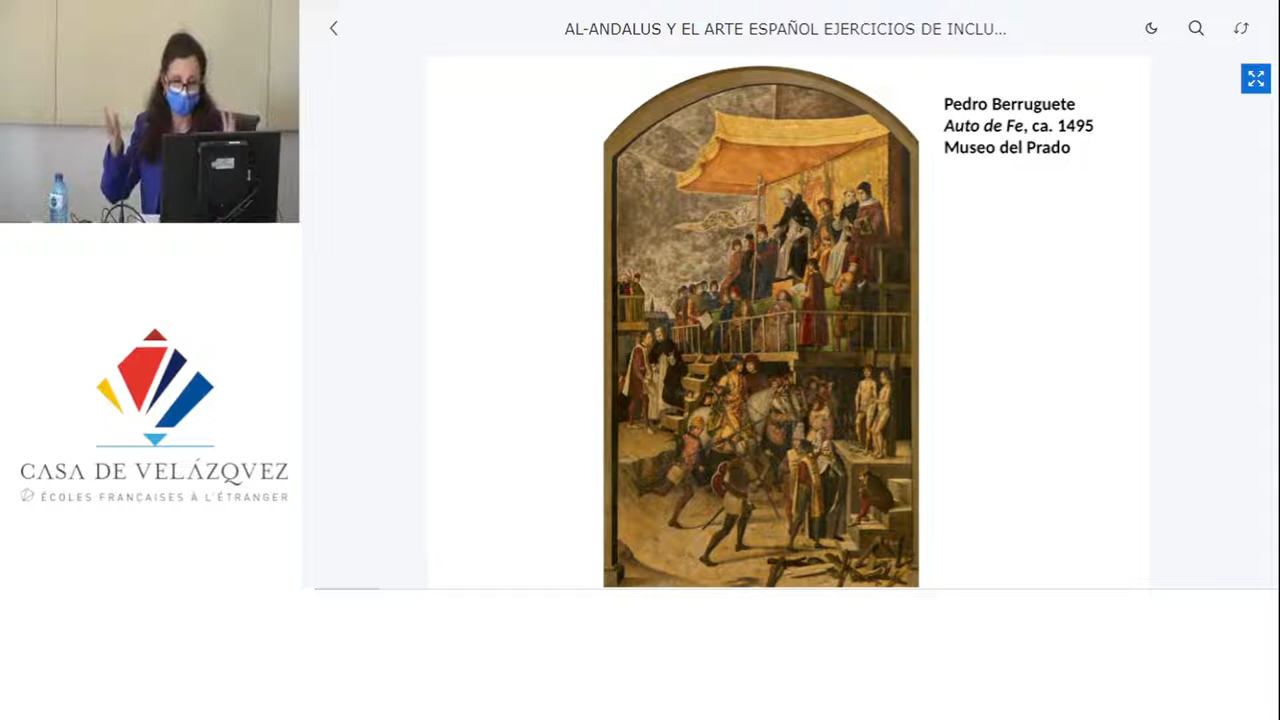 AL-ANDALUS Y EL ARTE ESPAÑOL EJERCICIOS DE INCLU...
Pedro Berruguete
Auto de Fe, ca. 1495
Museo del Prado
CASA DE VELÁZQVEZ
ÉCOLES FRANÇAISES À L'ÉTRANGER